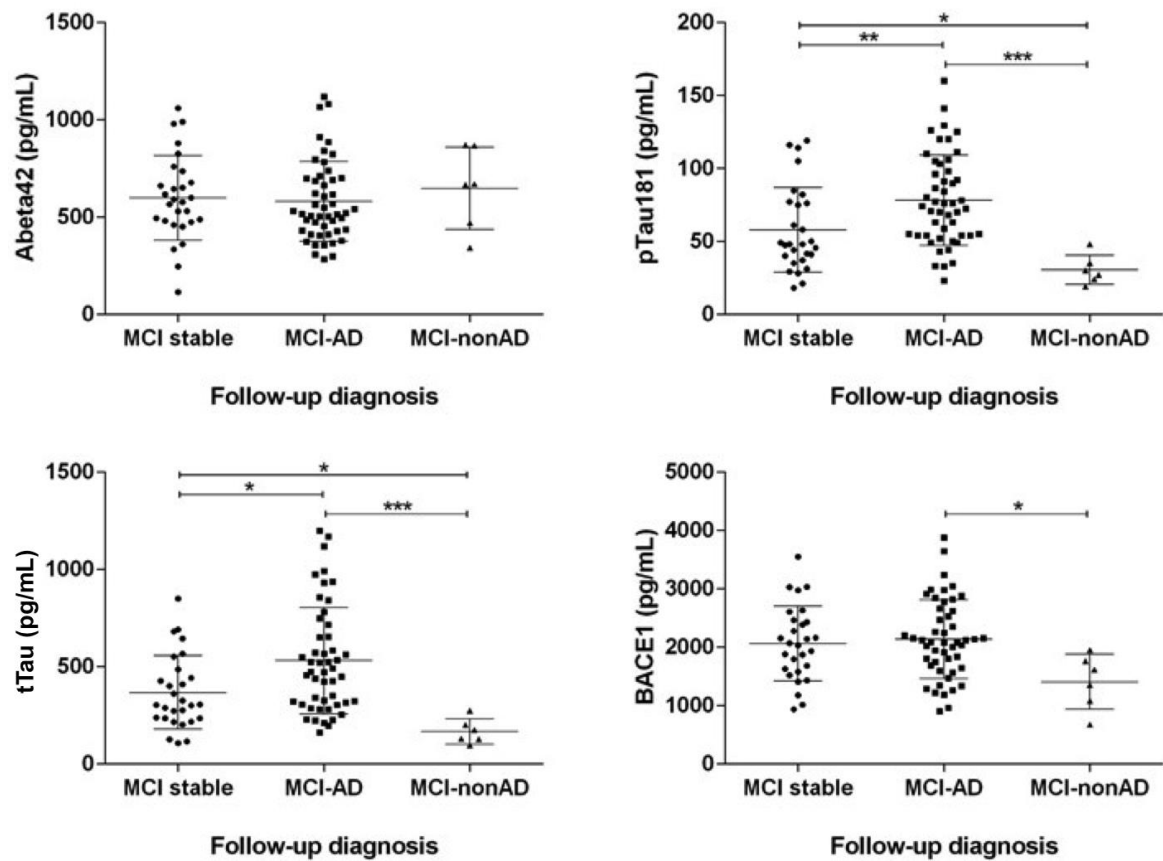 Abeta42 (pg/mL)
1500
1000
500
0
MCI stable MCI-AD MCI-nonAD
Follow-up diagnosis
pTau181 (pg/mL)
200
150
100
50
0
*
**
***
MCI stable MCI-AD MCI-nonAD
Follow-up diagnosis
tTau (pg/mL)
1500
1000
500
0
*
*
***
MCI stable MCI-AD MCI-nonAD
Follow-up diagnosis
BACE1 (pg/mL)
5000
4000
3000
2000
1000
0
*
MCI stable MCI-AD MCI-nonAD
Follow-up diagnosis